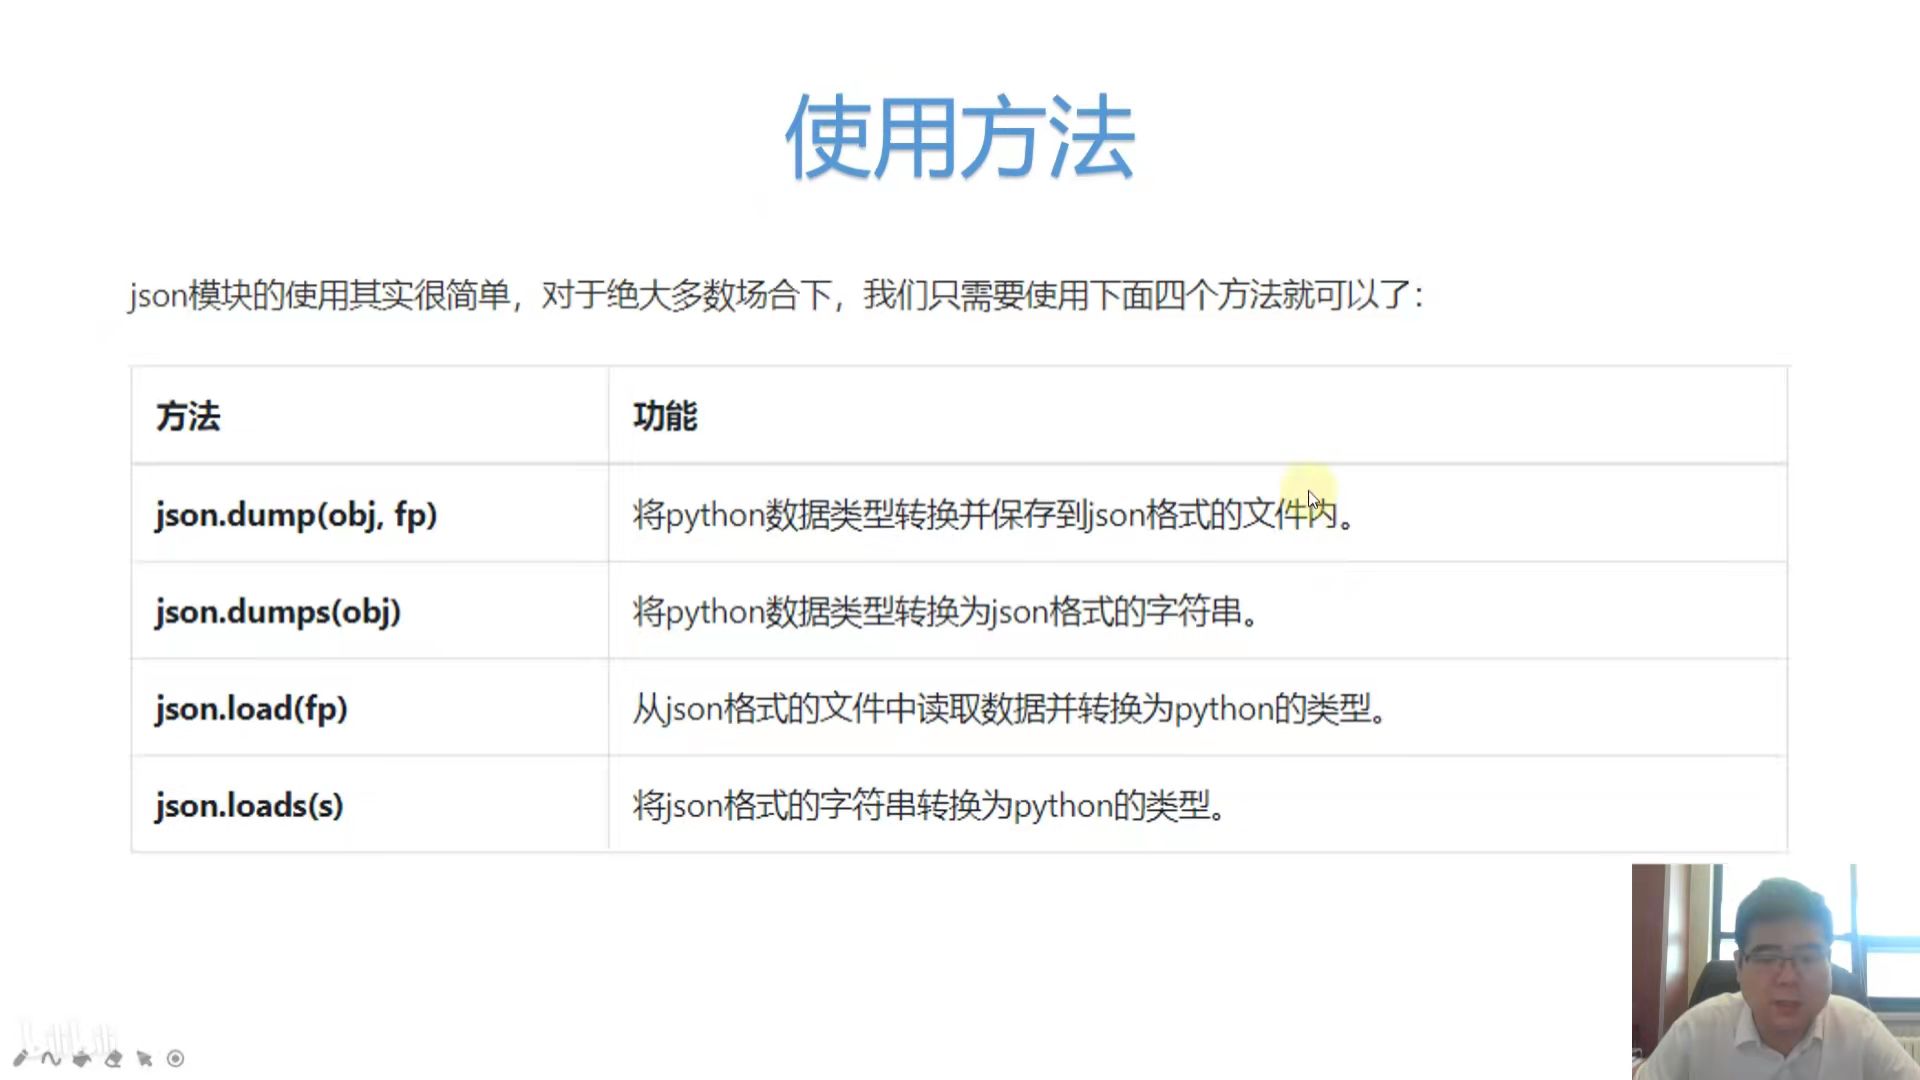 使用方法
json模块的使用其实很简单，对于绝大多数场合下，我们只需要使用下面四个方法就可以了：
方法 功能
json.dump(obj, fp) 将python数据类型转换并保存到json格式的文件内。
json.dumps(obj) 将python数据类型转换为json格式的字符串。
json.load(fp) 从json格式的文件中读取数据并转换为python的类型。
json.loads(s) 将json格式的字符串转换为python的类型。